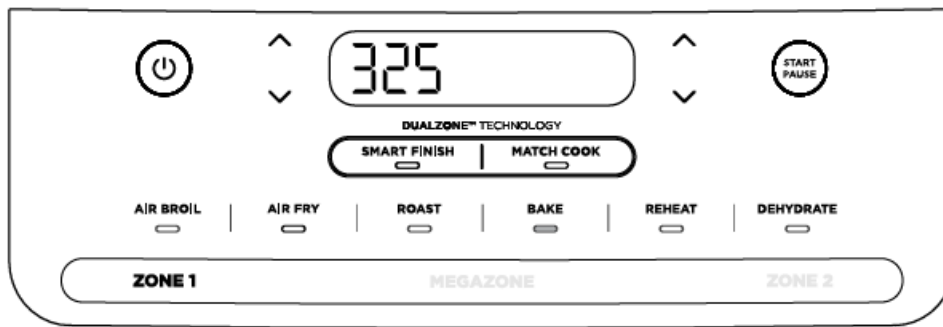 325
START
PAUSE
DUALZONE™ TECHNOLOGY
SMART FINISH MATCH COOK
AIR BROIL AIR FRY ROAST BAKE REHEAT DEHYDRATE
ZONE 1 MEGAZONE ZONE 2